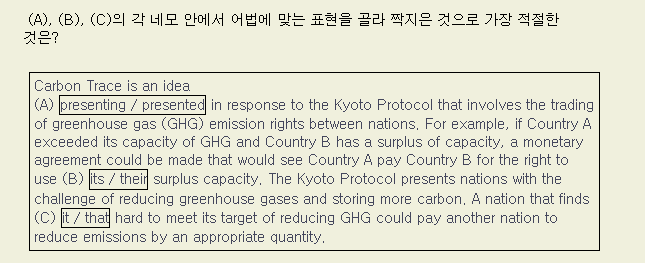 (A), (B), (C)의 각 네모 안에서 어법에 맞는 표현을 골라 짝지은 것으로 가장 적절한
것은?
Carbon Trace is an idea
(A) presenting / presented in response to the Kyoto Protocol that involves the trading
of greenhouse gas (GHG) emission rights between nations. For example, if Country A
exceeded its capacity of GHG and Country B has a surplus of capacity, a monetary
agreement could be made that would see Country A pay Country B for the right to
use (B) its / their surplus capacity. The Kyoto Protocol presents nations with the
challenge of reducing greenhouse gases and storing more carbon. A nation that finds
(C) it / that hard to meet its target of reducing GHG could pay another nation to
reduce emissions by an appropriate quantity.